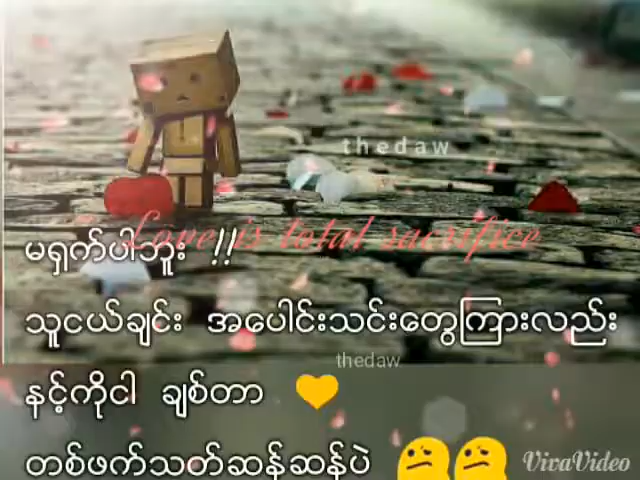 thedaw
Love is total sacrifice
မရှက်ပါဘူး !!
သူငယ်ချင်း အပေါင်းသင်းတွေကြားလည်း
thedaw
နင့်ကိုငါ ချစ်တာ 💛
တစ်ဖက်သတ်ဆန်ဆန်ပဲ 😕😕
VivaVideo